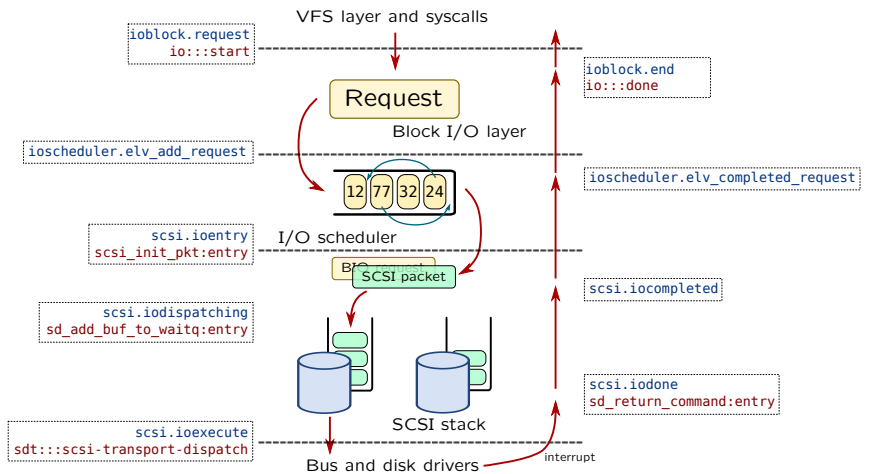 VFS layer and syscalls
ioblock.request
io:::start
ioblock.end
io:::done
Request
Block I/O layer
ioscheduler.elv_add_request
ioscheduler.elv_completed_request
12 77 32 24
scsi.ioentry
scsi_init_pkt:entry
I/O scheduler
BIO request
SCSI packet
scsi.iocompleted
scsi.iodispatching
sd_add_buf_to_waitq:entry
scsi.iodone
sd_return_command:entry
SCSI stack
scsi.ioexecute
sdt:::scsi-transport-dispatch
interrupt
Bus and disk drivers